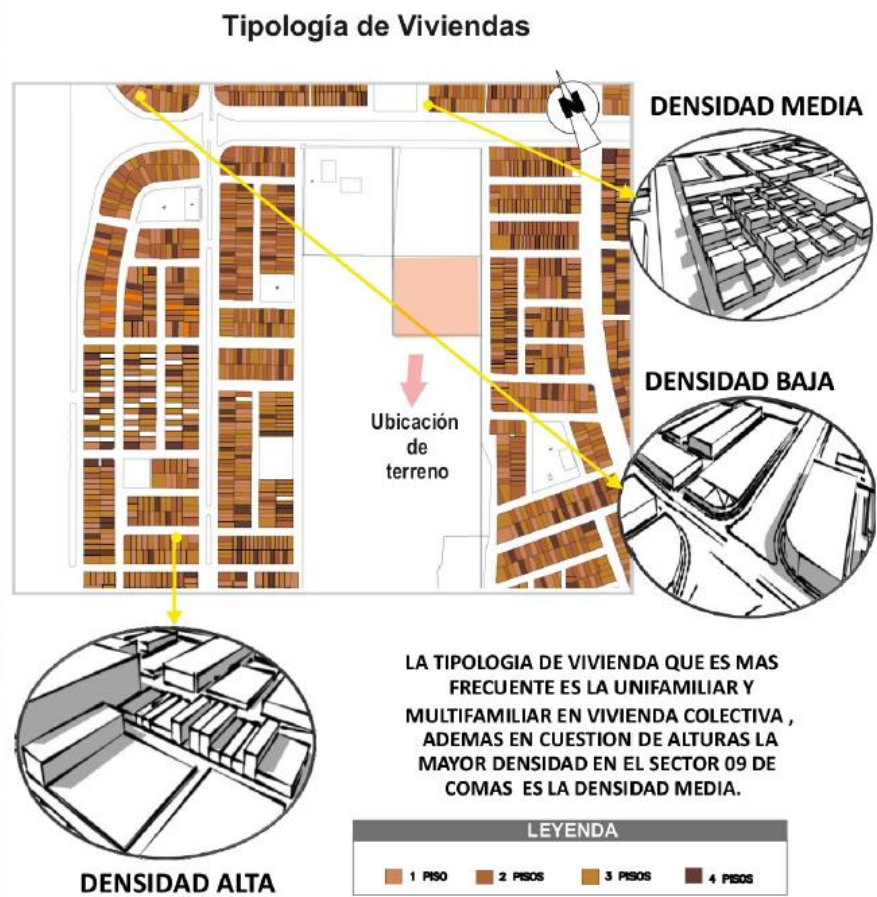 Tipología de Viviendas
N
DENSIDAD MEDIA
DENSIDAD BAJA
Ubicación
de
terreno
LA TIPOLOGIA DE VIVIENDA QUE ES MAS
FRECUENTE ES LA UNIFAMILIAR Y
MULTIFAMILIAR EN VIVIENDA COLECTIVA ,
ADEMAS EN CUESTION DE ALTURAS LA
MAYOR DENSIDAD EN EL SECTOR 09 DE
COMAS ES LA DENSIDAD MEDIA.
DENSIDAD ALTA
LEYENDA
1 PISO 2 PISOS 3 PISOS 4 PISOS